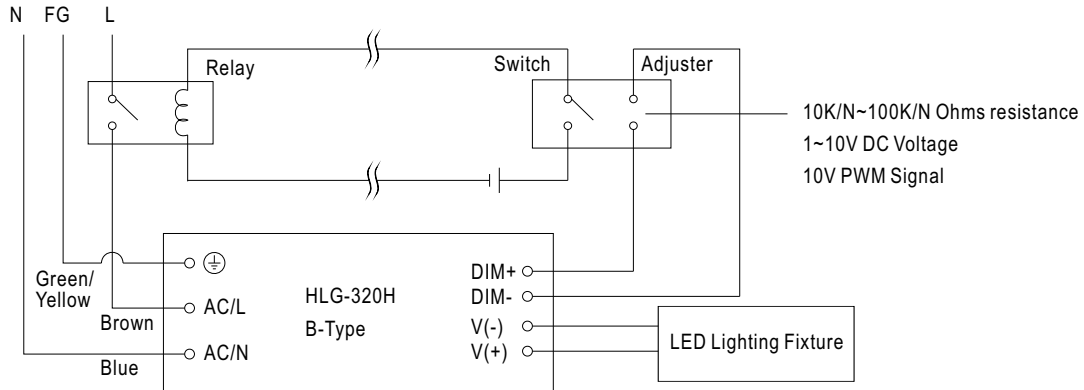 N FG L
Relay
Switch
Adjuster
10K/N~100K/N Ohms resistance
1~10V DC Voltage
10V PWM Signal
Green/
Yellow
Brown
Blue
AC/L
AC/N
HLG-320H
B-Type
DIM+
DIM-
V(-)
V(+)
LED Lighting Fixture